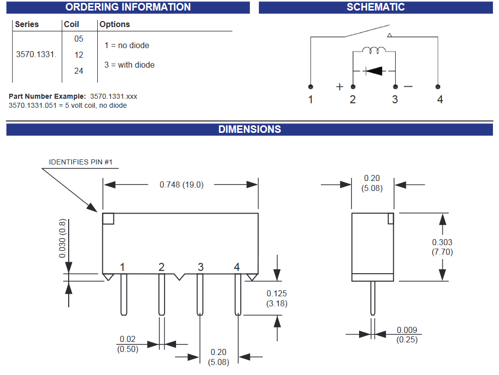 ORDERING INFORMATION
Series Coil Options
3570.1331. 05 12 24
1 = no diode
3 = with diode
Part Number Example: 3570.1331.xxx
3570.1331.051 = 5 volt coil, no diode
SCHEMATIC
+ -
1 2 3 4
DIMENSIONS
IDENTIFIES PIN #1
0.748 (19.0)
0.20
(5.08)
0.030 (0.8)
1 2 3 4
0.303
(7.70)
0.125
(3.18)
0.02
(0.50)
0.20
(5.08)
0.009
(0.25)